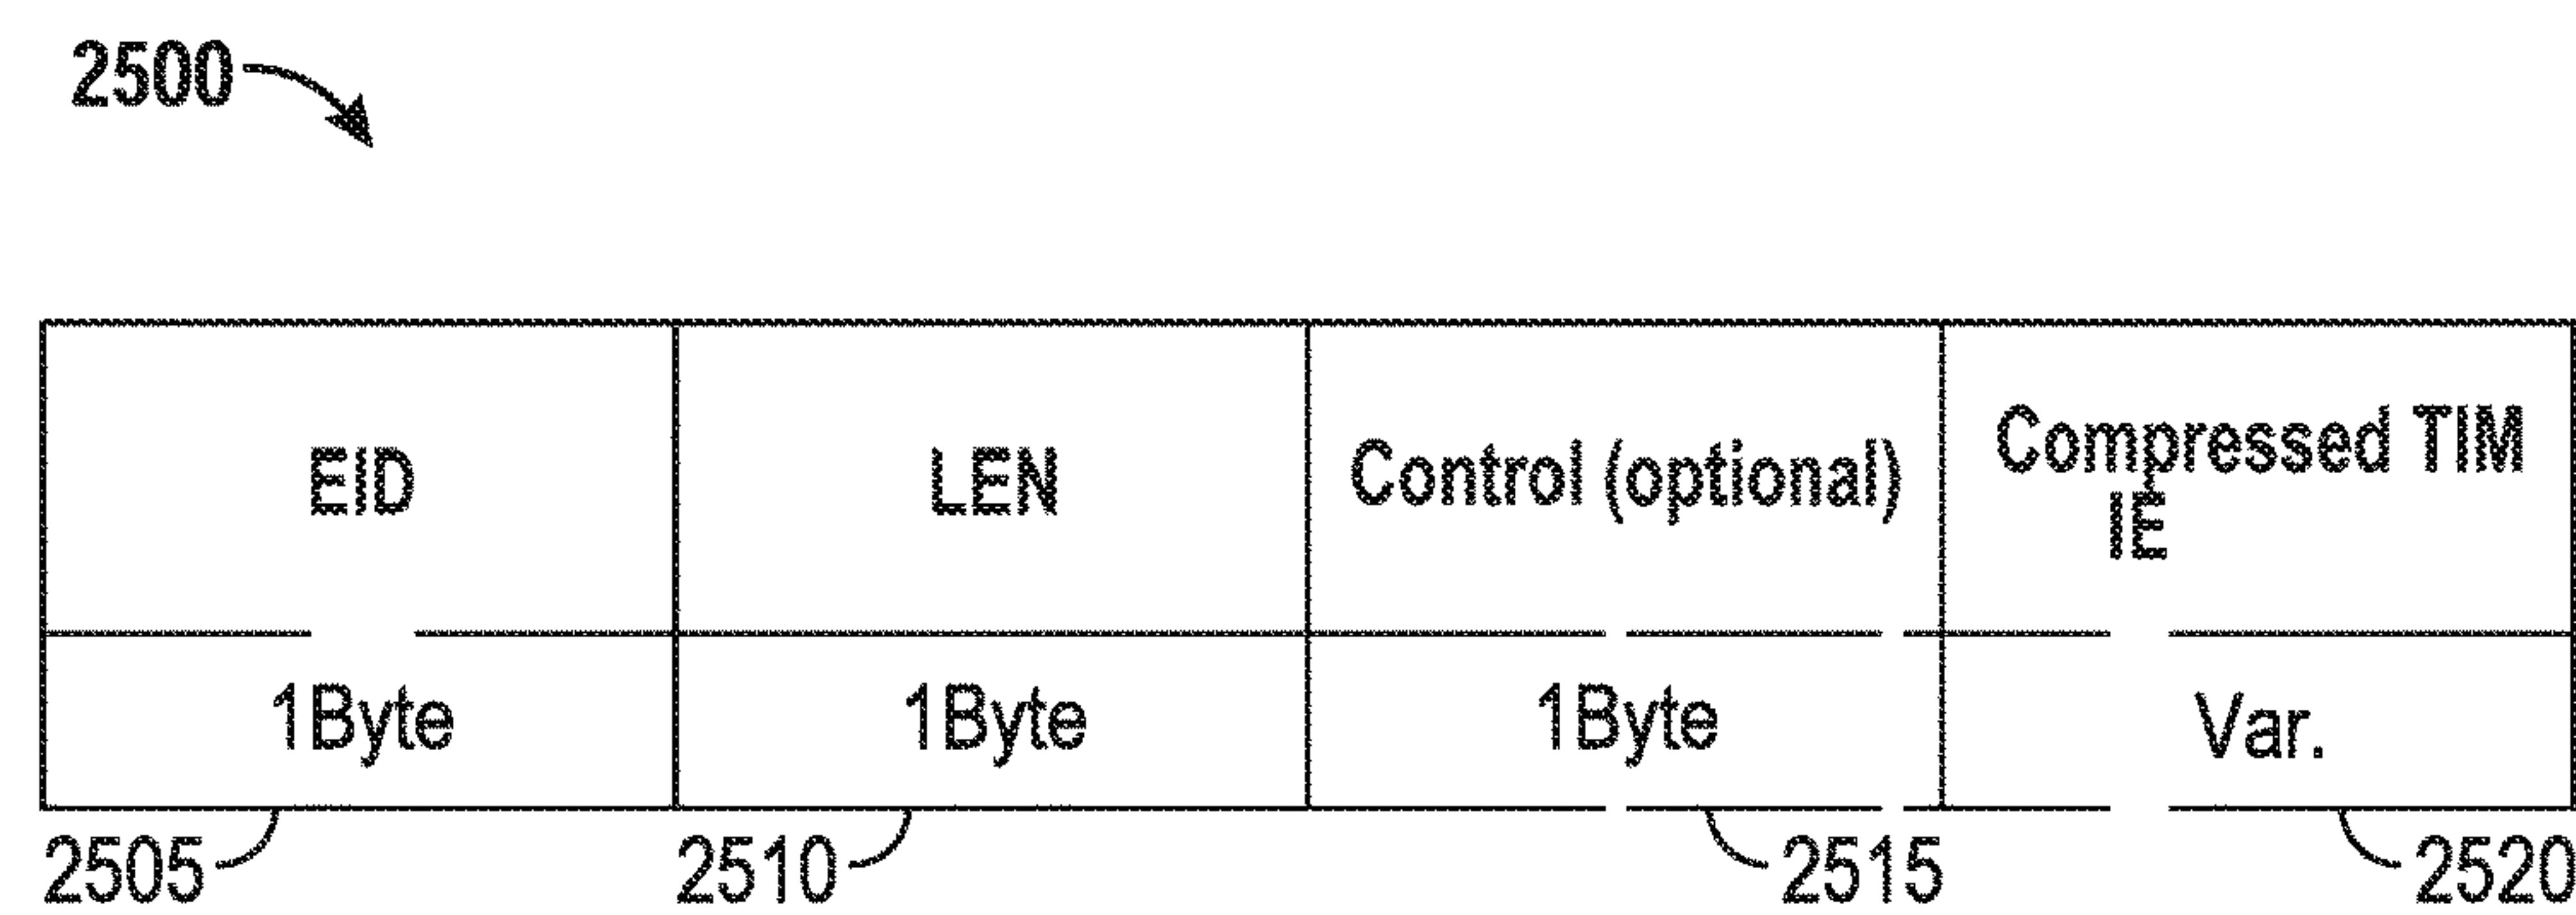 2500
EID
LEN
Control (optional)
Compressed TIM
IE
1Byte
1Byte
1Byte
Var.
2505
2510
2515
2520